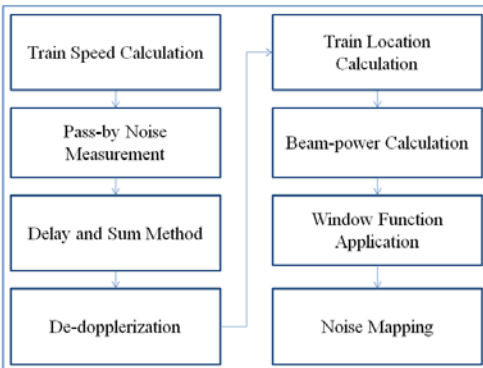 Train Speed Calculation
Pass-by Noise
Measurement
Delay and Sum Method
De-dopplerization
Train Location
Calculation
Beam-power Calculation
Window Function
Application
Noise Mapping